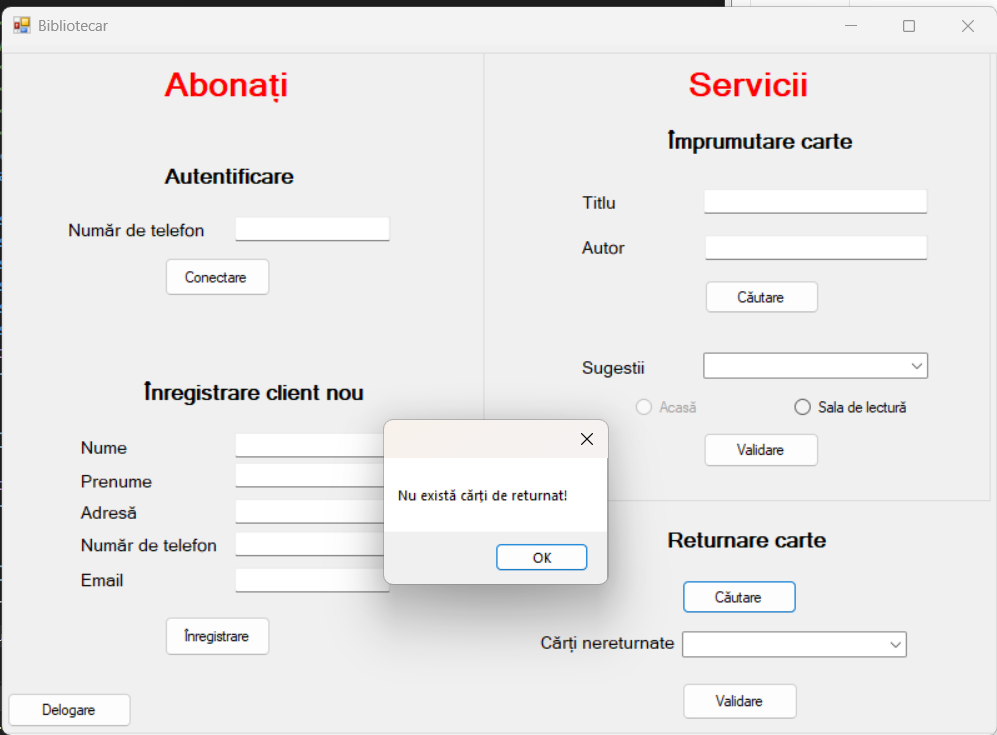 Bibliotecar
Abonați
Autentificare
Număr de telefon
Conectare
Înregistrare client nou
Nume
Prenume
Adresă
Număr de telefon
Email
Înregistrare
Delogare
Servicii
Împrumutare carte
Titlu
Autor
Căutare
Sugestii
Acasă
Sala de lectură
Validare
Nu există cărți de returnat!
OK
Returnare carte
Căutare
Cărți nereturnate
Validare